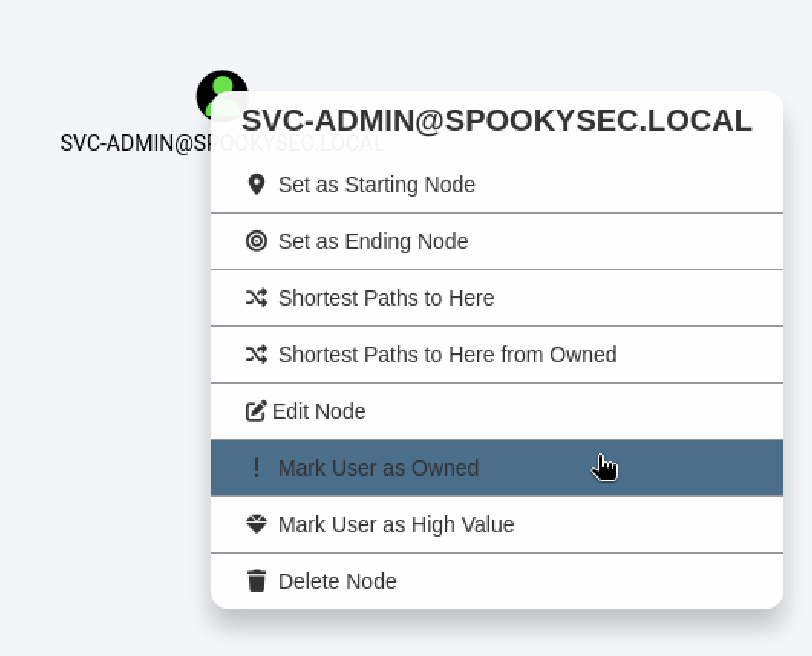 SVC-ADMIN@SPOOKYSEC.LOCAL
SVC-ADMIN@SPOOKYSEC.LOCAL
Set as Starting Node
Set as Ending Node
Shortest Paths to Here
Shortest Paths to Here from Owned
Edit Node
Mark User as Owned
Mark User as High Value
Delete Node